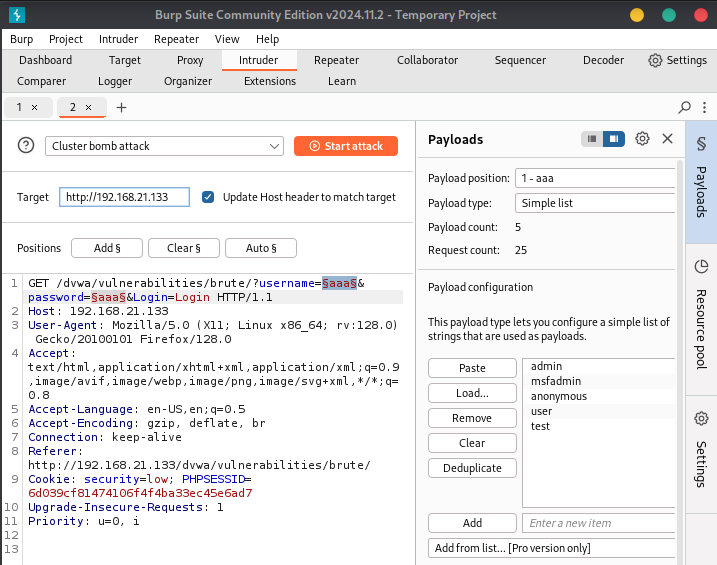 Burp Suite Community Edition v2024.11.2 - Temporary Project
Burp Project Intruder Repeater View Help
Dashboard Target Proxy Intruder Repeater Collaborator Sequencer Decoder Settings
Comparer Logger Organizer Extensions Learn
1 × 2 × +
Cluster bomb attack
Start attack
Target http://192.168.21.133 Update Host header to match target
Positions Add § Clear § Auto §
1 GET /dvwa/vulnerabilities/brute/?username=§aaa§&
password=§aaa§&Login=Login HTTP/1.1
2 Host: 192.168.21.133
3 User-Agent: Mozilla/5.0 (X11; Linux x86_64; rv:128.0)
Gecko/20100101 Firefox/128.0
4 Accept:
text/html,application/xhtml+xml,application/xml;q=0.9
,image/avif,image/webp,image/png,image/svg+xml,*/*;q=
0.8
5 Accept-Language: en-US,en;q=0.5
6 Accept-Encoding: gzip, deflate, br
7 Connection: keep-alive
8 Referer:
http://192.168.21.133/dvwa/vulnerabilities/brute/
9 Cookie: security=low; PHPSESSID=
6d039cf81474106f4f4ba33ec45e6ad7
10 Upgrade-Insecure-Requests: 1
11 Priority: u=0, i
12
13
Payloads
Payload position: 1 - aaa
Payload type: Simple list
Payload count: 5
Request count: 25
Payload configuration
This payload type lets you configure a simple list of
strings that are used as payloads.
Paste
Load...
Remove
Clear
Deduplicate
admin
msfadmin
anonymous
user
test
Add Enter a new item
Add from list... [Pro version only]
§ Payloads
Resource pool
Settings